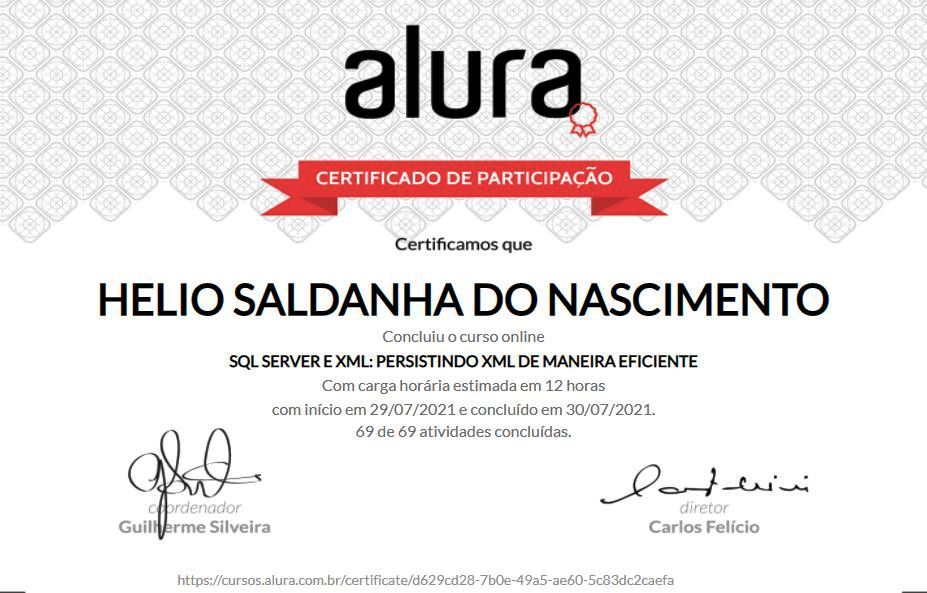 alura
CERTIFICADO DE PARTICIPAÇÃO
Certificamos que
HELIO SALDANHA DO NASCIMENTO
Concluiu o curso online
SQL SERVER E XML: PERSISTINDO XML DE MANEIRA EFICIENTE
Com carga horária estimada em 12 horas
com início em 29/07/2021 e concluído em 30/07/2021.
69 de 69 atividades concluídas.
coordenador
Guilherme Silveira
diretor
Carlos Felício
https://cursos.alura.com.br/certificate/d629cd28-7b0e-49a5-ae60-5c83dc2caefa